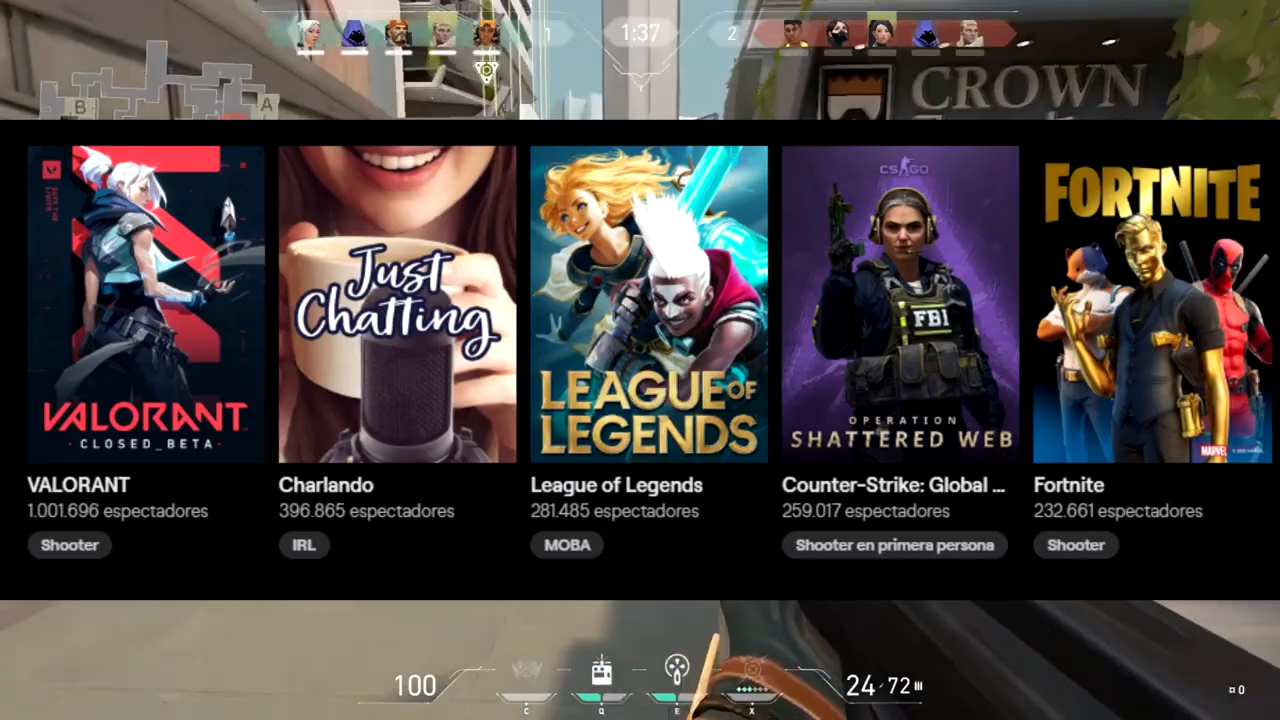 1
1:37
2
B
A
CROWN
VALORANT
CLOSED_BETA
Just
Chatting
LEAGUE OF
LEGENDS
CS GO
FBI
OPERATION
SHATTERED WEB
FORTNITE
MARVEL
VALORANT
1.001.696 espectadores
Shooter
Charlando
396.865 espectadores
IRL
League of Legends
281.485 espectadores
MOBA
Counter-Strike: Global ...
259.017 espectadores
Shooter en primera persona
Fortnite
232.661 espectadores
Shooter
100
C
Q
E
X
24
72
¤ 0